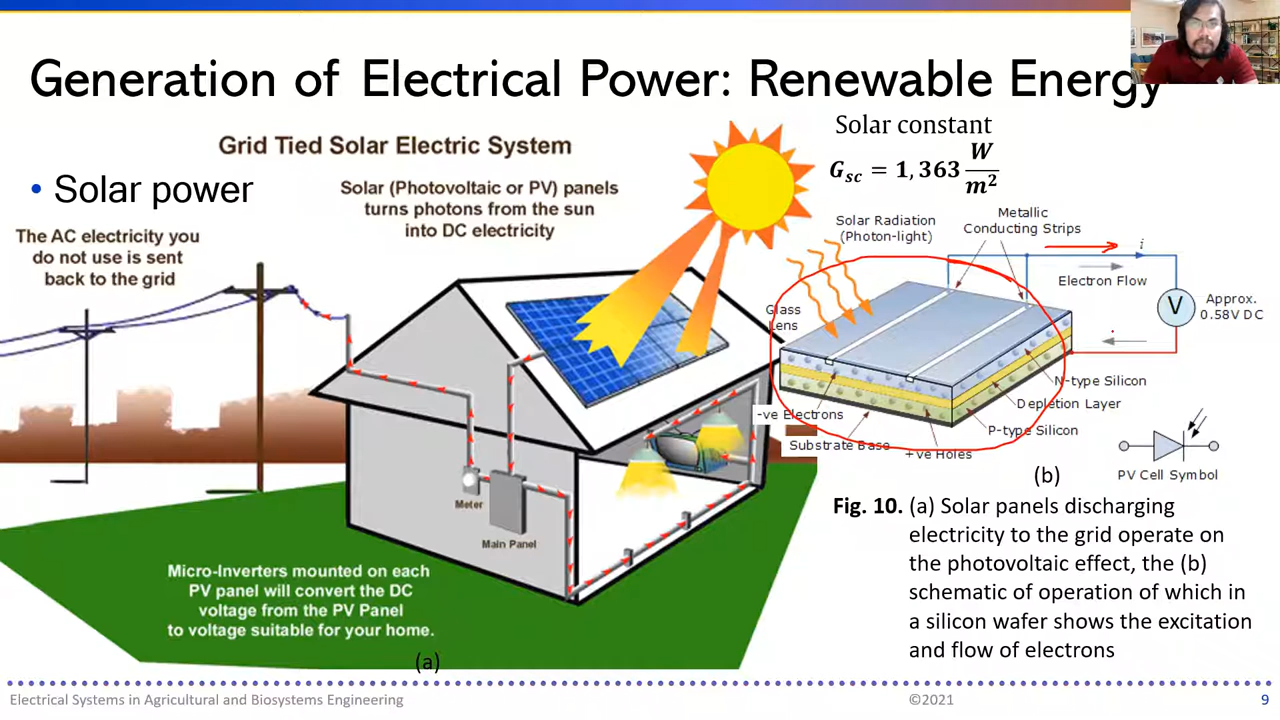 Generation of Electrical Power: Renewable Energy
Grid Tied Solar Electric System
• Solar power
Solar (Photovoltaic or PV) panels
turns photons from the sun
into DC electricity
The AC electricity you
do not use is sent
back to the grid
Meter
Main Panel
Micro-Inverters mounted on each
PV panel will convert the DC
voltage from the PV Panel
to voltage suitable for your home.
(a)
Solar constant
G_sc = 1,363 W/m²
Solar Radiation
(Photon-light)
Metallic
Conducting Strips
i
Electron Flow
V
Approx.
0.58V DC
Glass
Lens
N-type Silicon
Depletion Layer
P-type Silicon
-ve Electrons
Substrate Base
+ve Holes
PV Cell Symbol
(b)
Fig. 10. (a) Solar panels discharging
electricity to the grid operate on
the photovoltaic effect, the (b)
schematic of operation of which in
a silicon wafer shows the excitation
and flow of electrons
Electrical Systems in Agricultural and Biosystems Engineering
©2021
9